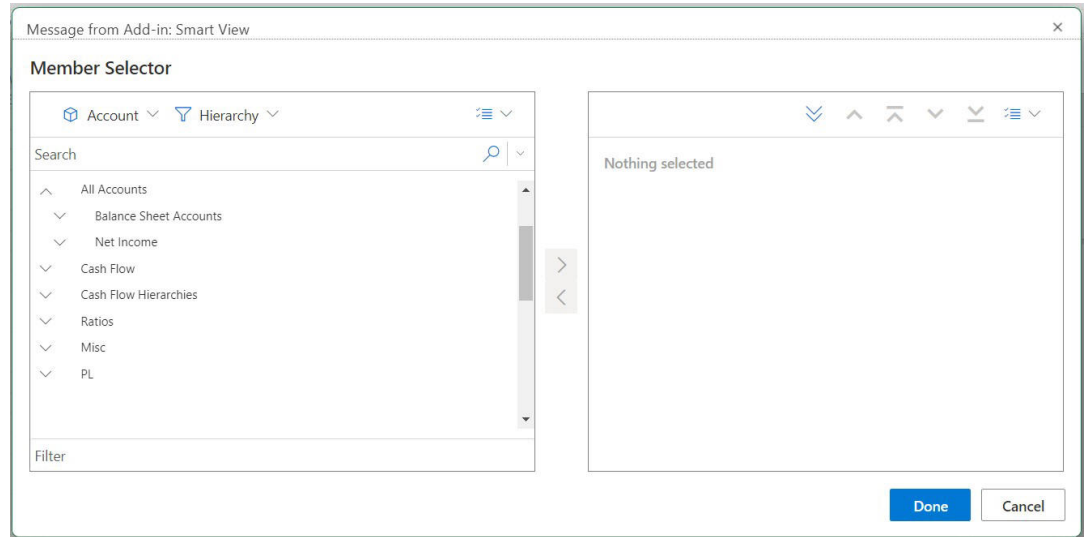 Message from Add-in: Smart View
Member Selector
Account Hierarchy
Search
All Accounts
Balance Sheet Accounts
Net Income
Cash Flow
Cash Flow Hierarchies
Ratios
Misc
PL
Filter
Nothing selected
Done Cancel